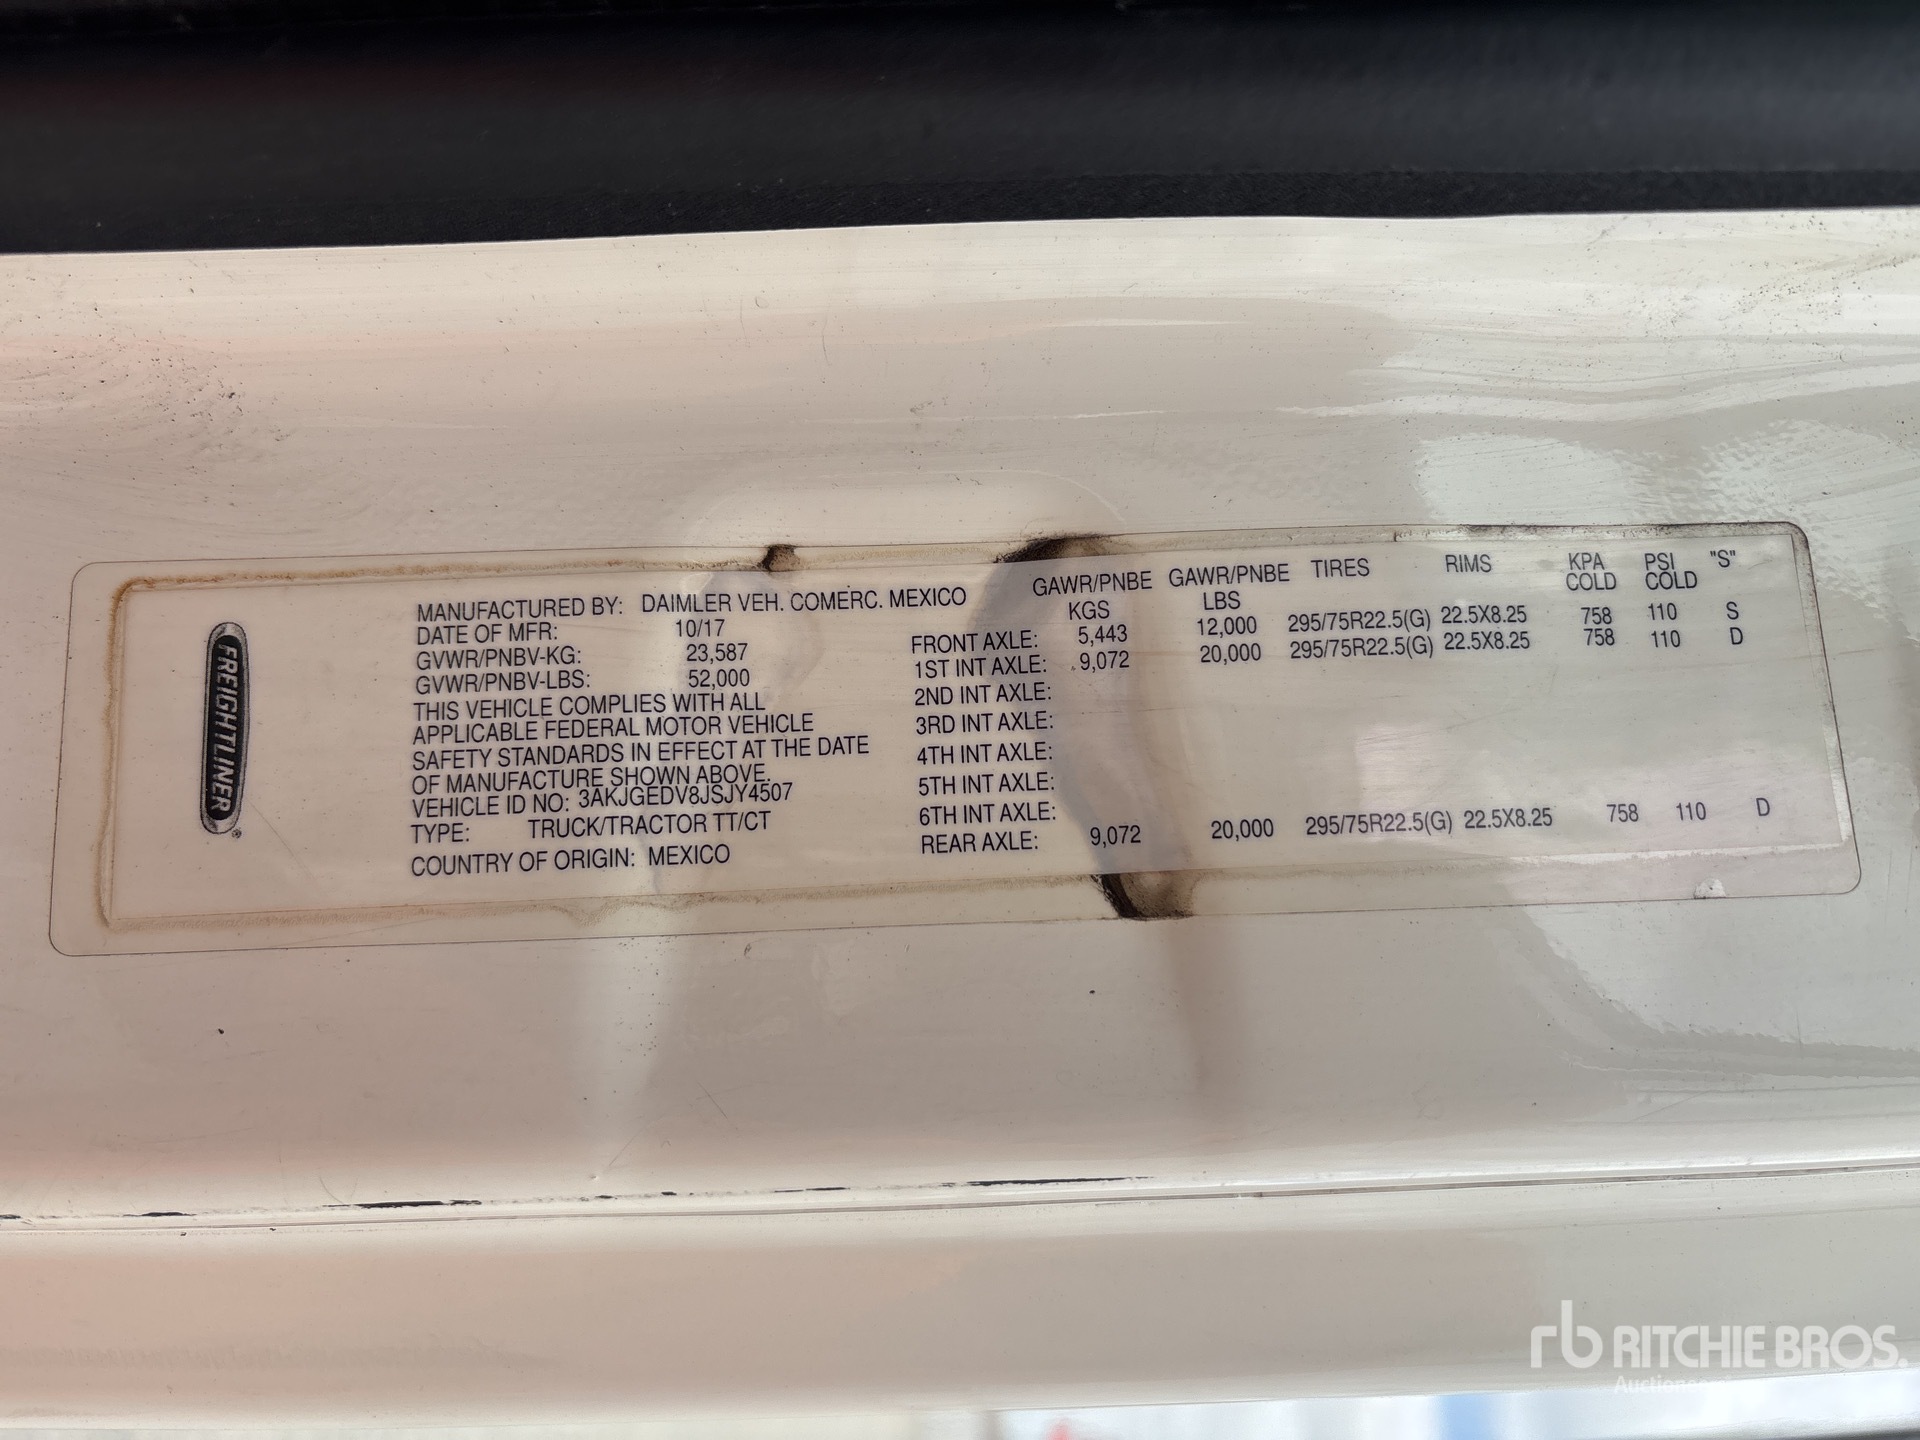 FREIGHTLINER
MANUFACTURED BY: DAIMLER VEH. COMERC. MEXICO
DATE OF MFR: 10/17
GVWR/PNBV-KG: 23,587
GVWR/PNBV-LBS: 52,000
THIS VEHICLE COMPLIES WITH ALL
APPLICABLE FEDERAL MOTOR VEHICLE
SAFETY STANDARDS IN EFFECT AT THE DATE
OF MANUFACTURE SHOWN ABOVE.
VEHICLE ID NO: 3AKJGEDV8JSJY4507
TYPE: TRUCK/TRACTOR TT/CT
COUNTRY OF ORIGIN: MEXICO
GAWR/PNBE KGS GAWR/PNBE LBS TIRES RIMS KPA COLD PSI COLD "S"
FRONT AXLE: 5,443 12,000 295/75R22.5(G) 22.5X8.25 758 110 S
1ST INT AXLE: 9,072 20,000 295/75R22.5(G) 22.5X8.25 758 110 D
2ND INT AXLE:
3RD INT AXLE:
4TH INT AXLE:
5TH INT AXLE:
6TH INT AXLE:
REAR AXLE: 9,072 20,000 295/75R22.5(G) 22.5X8.25 758 110 D
rb RITCHIE BROS.